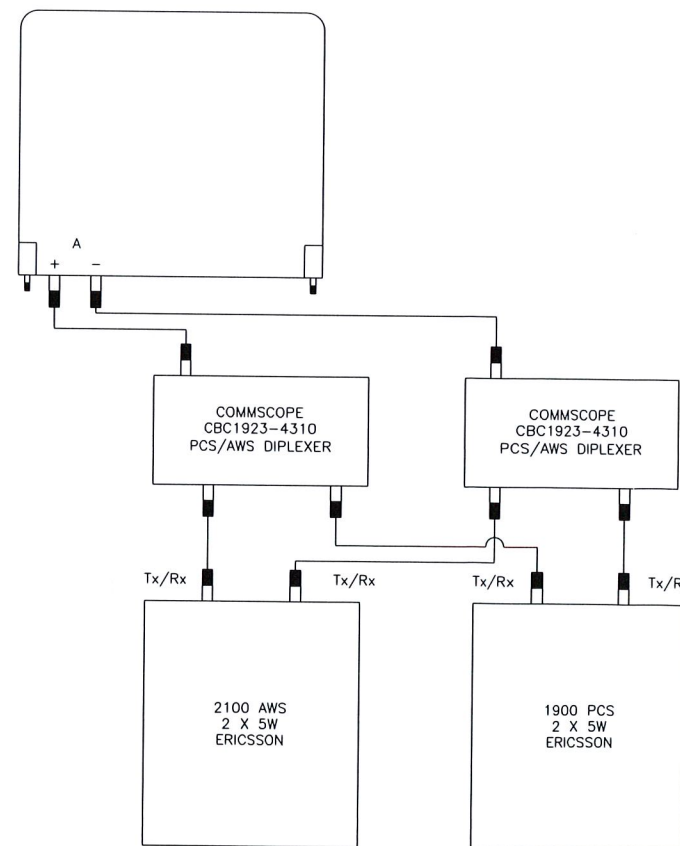 A
+ −
COMMSCOPE
CBC1923-4310
PCS/AWS DIPLEXER
COMMSCOPE
CBC1923-4310
PCS/AWS DIPLEXER
Tx/Rx
Tx/Rx
Tx/Rx
Tx/R
2100 AWS
2 X 5W
ERICSSON
1900 PCS
2 X 5W
ERICSSON